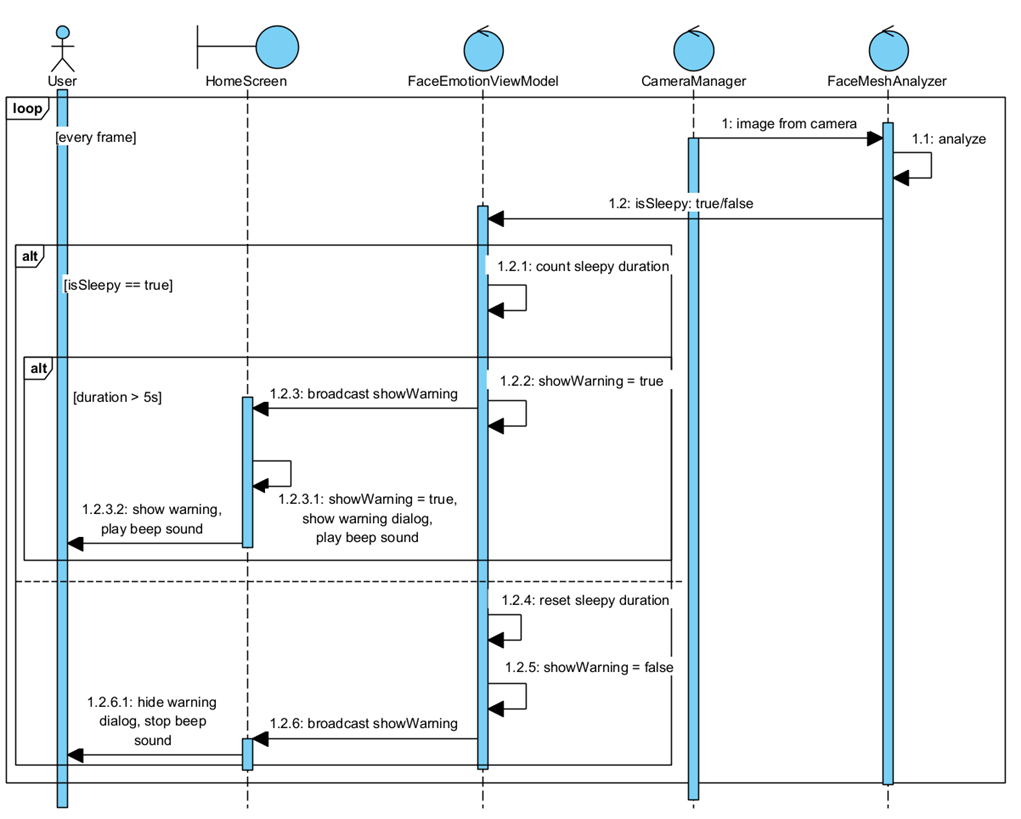 User
HomeScreen
FaceEmotionViewModel
CameraManager
FaceMeshAnalyzer
loop
[every frame]
1: image from camera
1.1: analyze
1.2: isSleepy: true/false
alt
[isSleepy == true]
1.2.1: count sleepy duration
alt
[duration > 5s]
1.2.2: showWarning = true
1.2.3: broadcast showWarning
1.2.3.1: showWarning = true,
show warning dialog,
play beep sound
1.2.3.2: show warning,
play beep sound
1.2.4: reset sleepy duration
1.2.5: showWarning = false
1.2.6: broadcast showWarning
1.2.6.1: hide warning
dialog, stop beep
sound